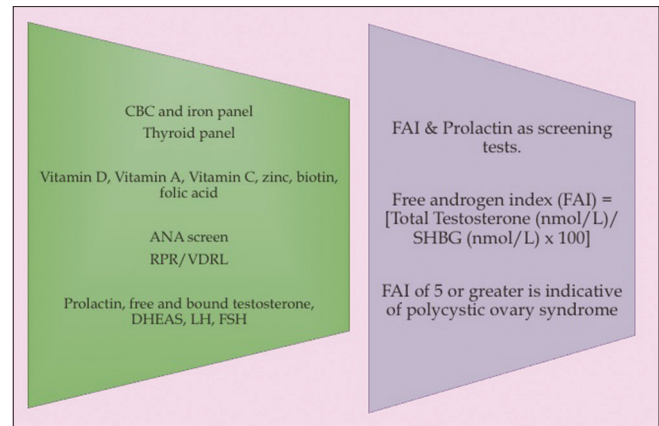 CBC and iron panel
Thyroid panel
Vitamin D, Vitamin A, Vitamin C, zinc, biotin,
folic acid
ANA screen
RPR/VDRL
Prolactin, free and bound testosterone,
DHEAS, LH, FSH
FAI & Prolactin as screening
tests.
Free androgen index (FAI) =
[Total Testosterone (nmol/L)/
SHBG (nmol/L) x 100]
FAI of 5 or greater is indicative
of polycystic ovary syndrome